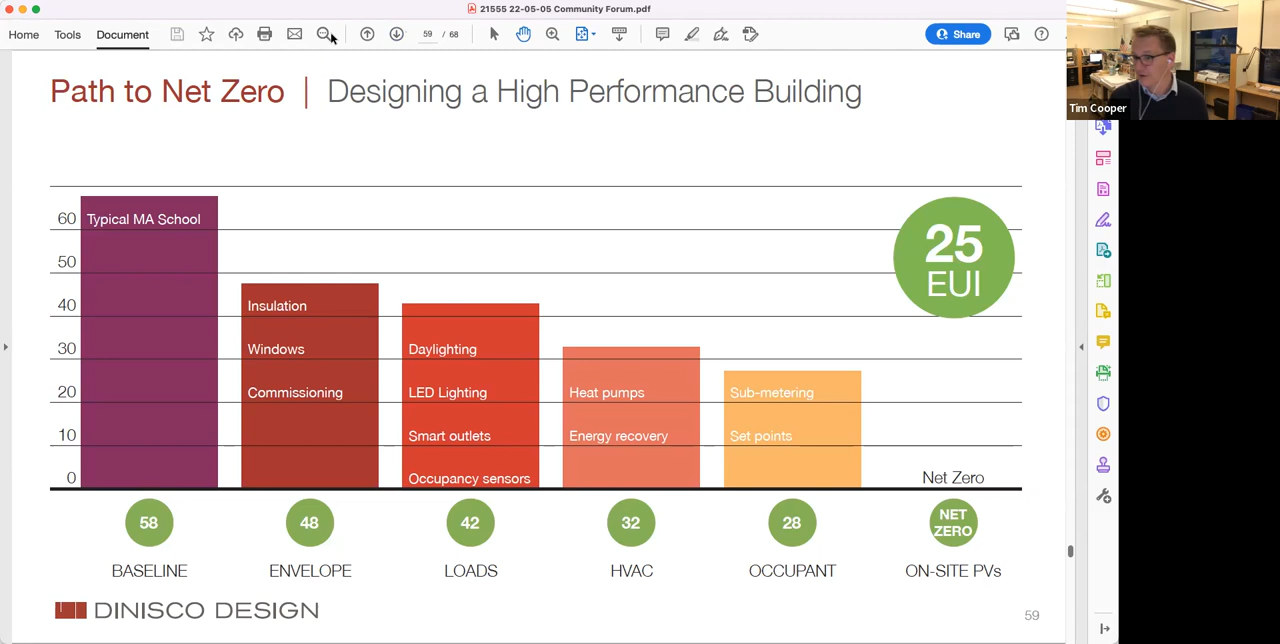 21555 22-05-05 Community Forum.pdf
Home Tools Document
59 / 68
Share
Tim Cooper
Path to Net Zero | Designing a High Performance Building
60
50
40
30
20
10
0
Typical MA School
Insulation
Windows
Commissioning
Daylighting
LED Lighting
Smart outlets
Occupancy sensors
Heat pumps
Energy recovery
Sub-metering
Set points
25
EUI
Net Zero
58
48
42
32
28
NET
ZERO
BASELINE
ENVELOPE
LOADS
HVAC
OCCUPANT
ON-SITE PVs
DINISCO DESIGN
59